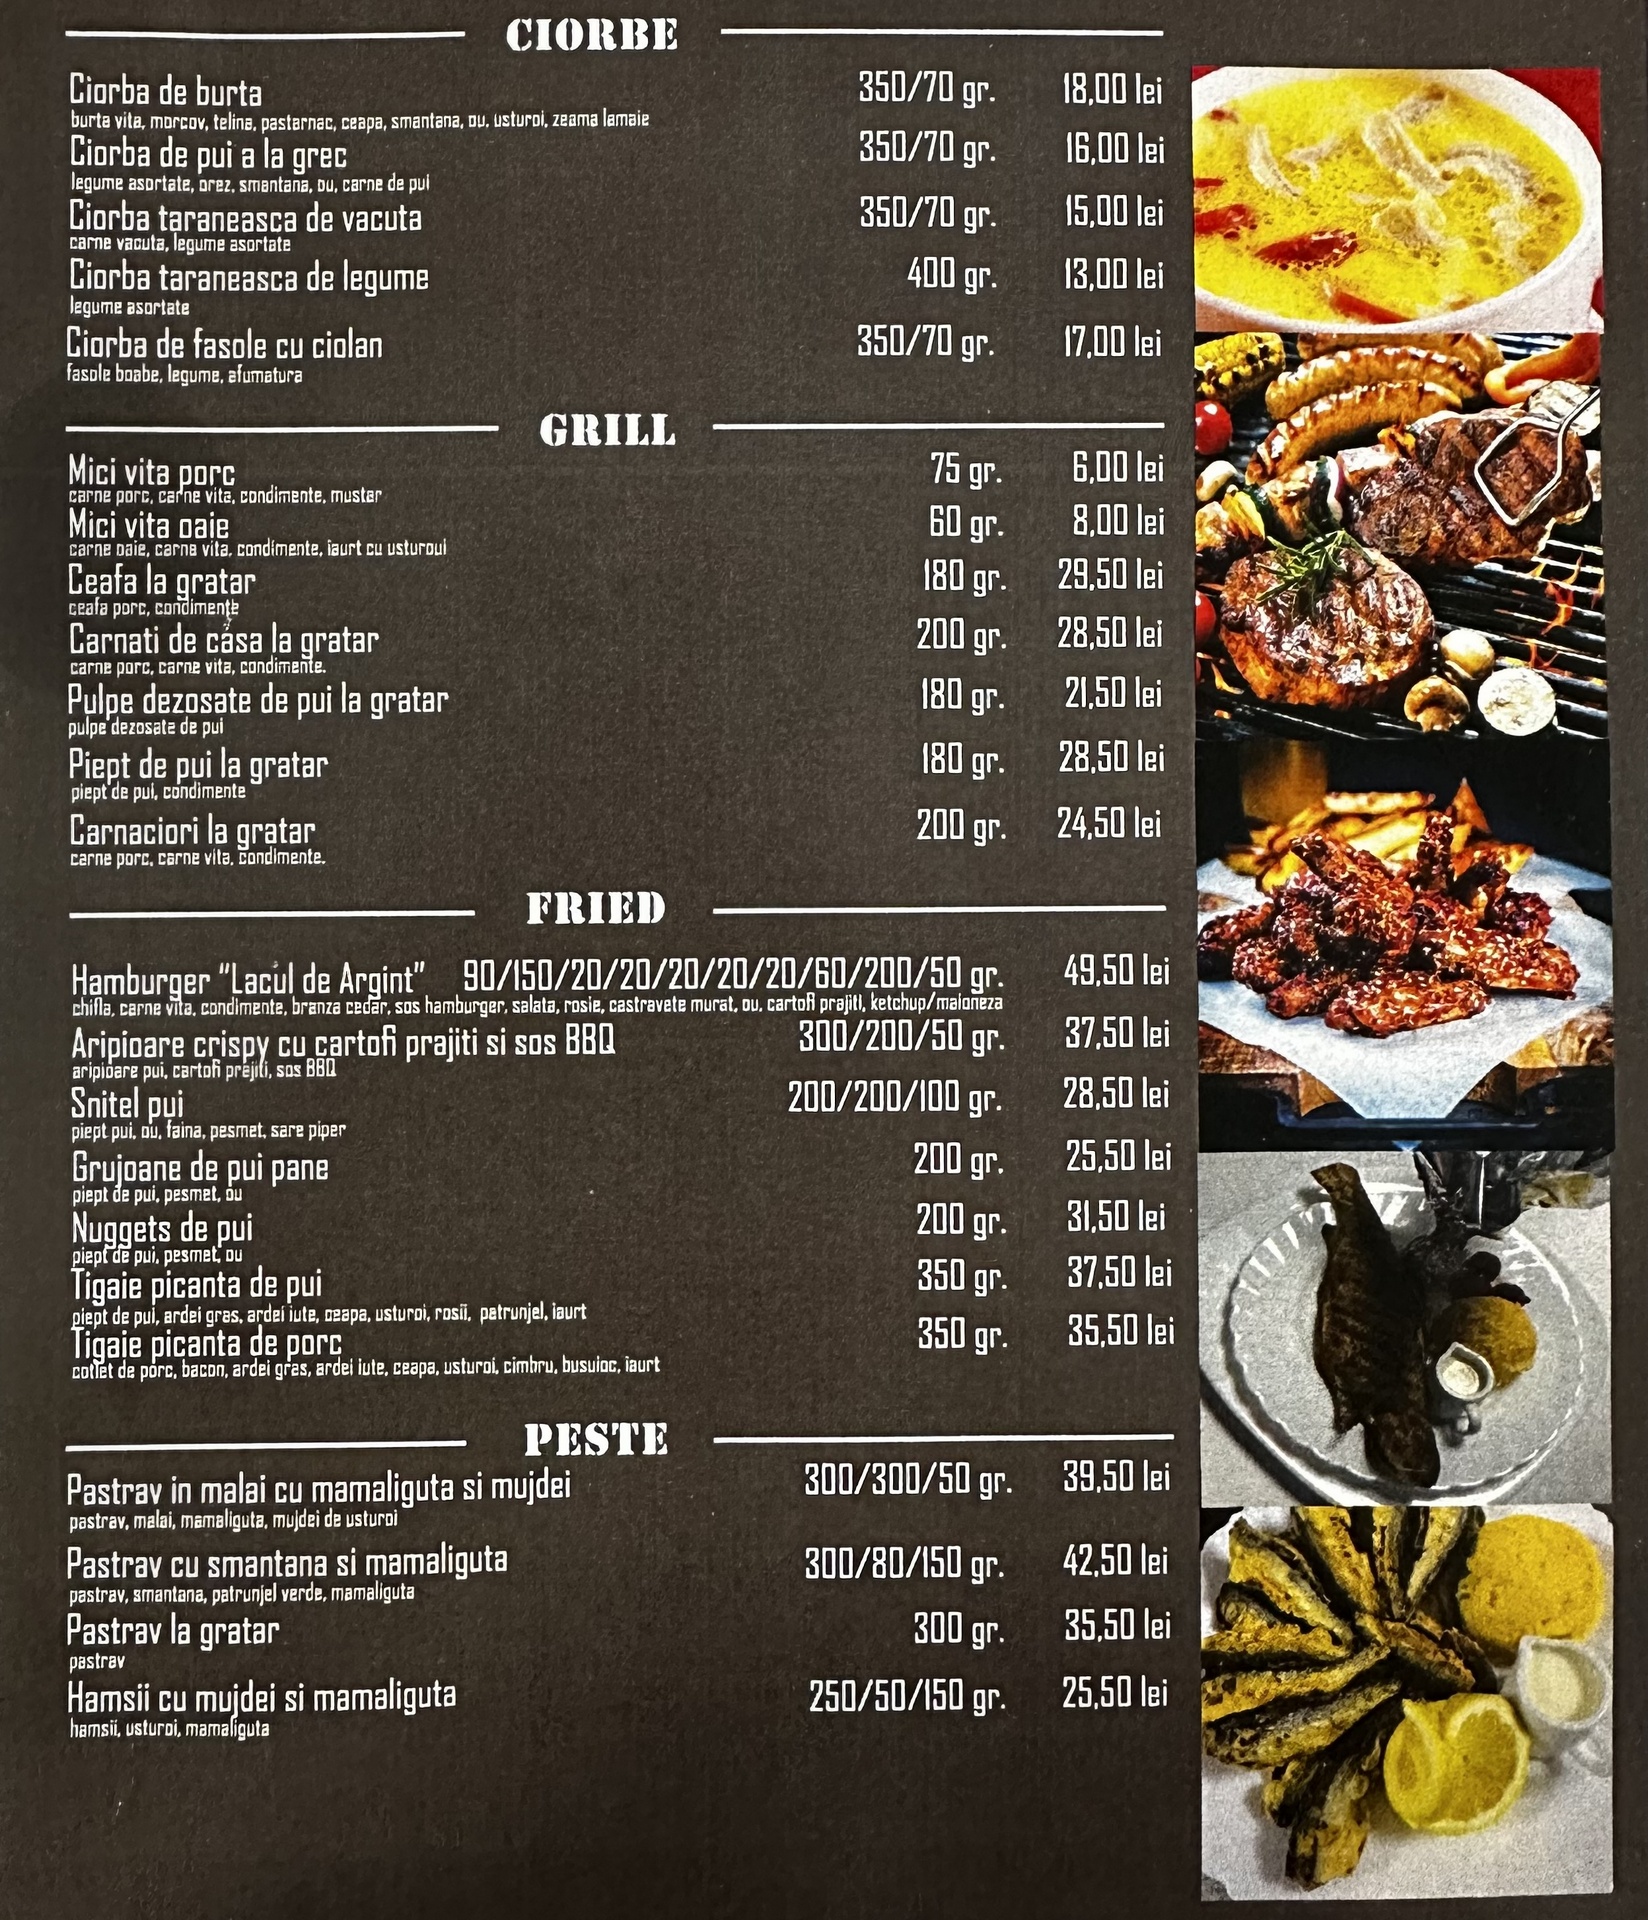 CIORBE
Ciorba de burta 350/70 gr. 18,00 lei
burta vita, morcov, telina, pastarnac, ceapa, smantana, ou, usturoi, zeama lamaie
Ciorba de pui a la grec 350/70 gr. 16,00 lei
legume asortate, orez, smantana, ou, carne de pui
Ciorba taraneasca de vacuta 350/70 gr. 15,00 lei
carne vacuta, legume asortate
Ciorba taraneasca de legume 400 gr. 13,00 lei
legume asortate
Ciorba de fasole cu ciolan 350/70 gr. 17,00 lei
fasole boabe, legume, afumatura
GRILL
Mici vita porc 75 gr. 6,00 lei
carne porc, carne vita, condimente, mustar
Mici vita oaie 60 gr. 8,00 lei
carne oaie, carne vita, condimente, iaurt cu usturoui
Ceafa la gratar 180 gr. 29,50 lei
ceafa porc, condimente
Carnati de casa la gratar 200 gr. 28,50 lei
carne porc, carne vita, condimente.
Pulpe dezosate de pui la gratar 180 gr. 21,50 lei
pulpe dezosate de pui
Piept de pui la gratar 180 gr. 28,50 lei
piept de pui, condimente
Carnaciori la gratar 200 gr. 24,50 lei
carne porc, carne vita, condimente.
FRIED
Hamburger "Lacul de Argint" 90/150/20/20/20/20/20/60/200/50 gr. 49,50 lei
chifla, carne vita, condimente, branza cedar, sos hamburger, salata, rosie, castravete murat, ou, cartofi prajiti, ketchup/maioneza
Aripioare crispy cu cartofi prajiti si sos BBQ 300/200/50 gr. 37,50 lei
aripioare pui, cartofi prajiti, sos BBQ
Snitel pui 200/200/100 gr. 28,50 lei
piept pui, ou, faina, pesmet, sare piper
Grujoane de pui pane 200 gr. 25,50 lei
piept de pui, pesmet, ou
Nuggets de pui 200 gr. 31,50 lei
piept de pui, pesmet, ou
Tigaie picanta de pui 350 gr. 37,50 lei
piept de pui, ardei gras, ardei iute, ceapa, usturoi, rosii, patrunjel, iaurt
Tigaie picanta de porc 350 gr. 35,50 lei
cotlet de porc, bacon, ardei gras, ardei iute, ceapa, usturoi, cimbru, busuioc, iaurt
PESTE
Pastrav in malai cu mamaliguta si mujdei 300/300/50 gr. 39,50 lei
pastrav, malai, mamaliguta, mujdei de usturoi
Pastrav cu smantana si mamaliguta 300/80/150 gr. 42,50 lei
pastrav, smantana, patrunjel verde, mamaliguta
Pastrav la gratar 300 gr. 35,50 lei
pastrav
Hamsii cu mujdei si mamaliguta 250/50/150 gr. 25,50 lei
hamsii, usturoi, mamaliguta